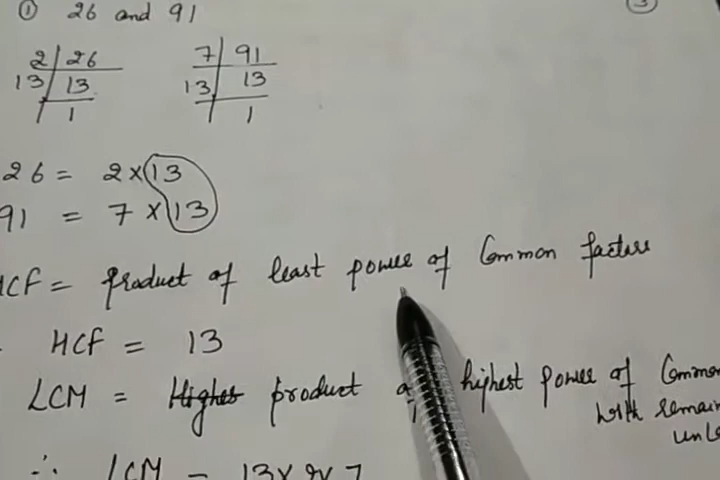 ① 26 and 91
③
2 | 26
13 | 13
1
7 | 91
13 | 13
1
26 = 2 × 13
91 = 7 × 13
HCF = product of least power of Common factors
HCF = 13
LCM = Highes product of highest power of Common
with remain
unc
∴ LCM = 13 × 2 × 7